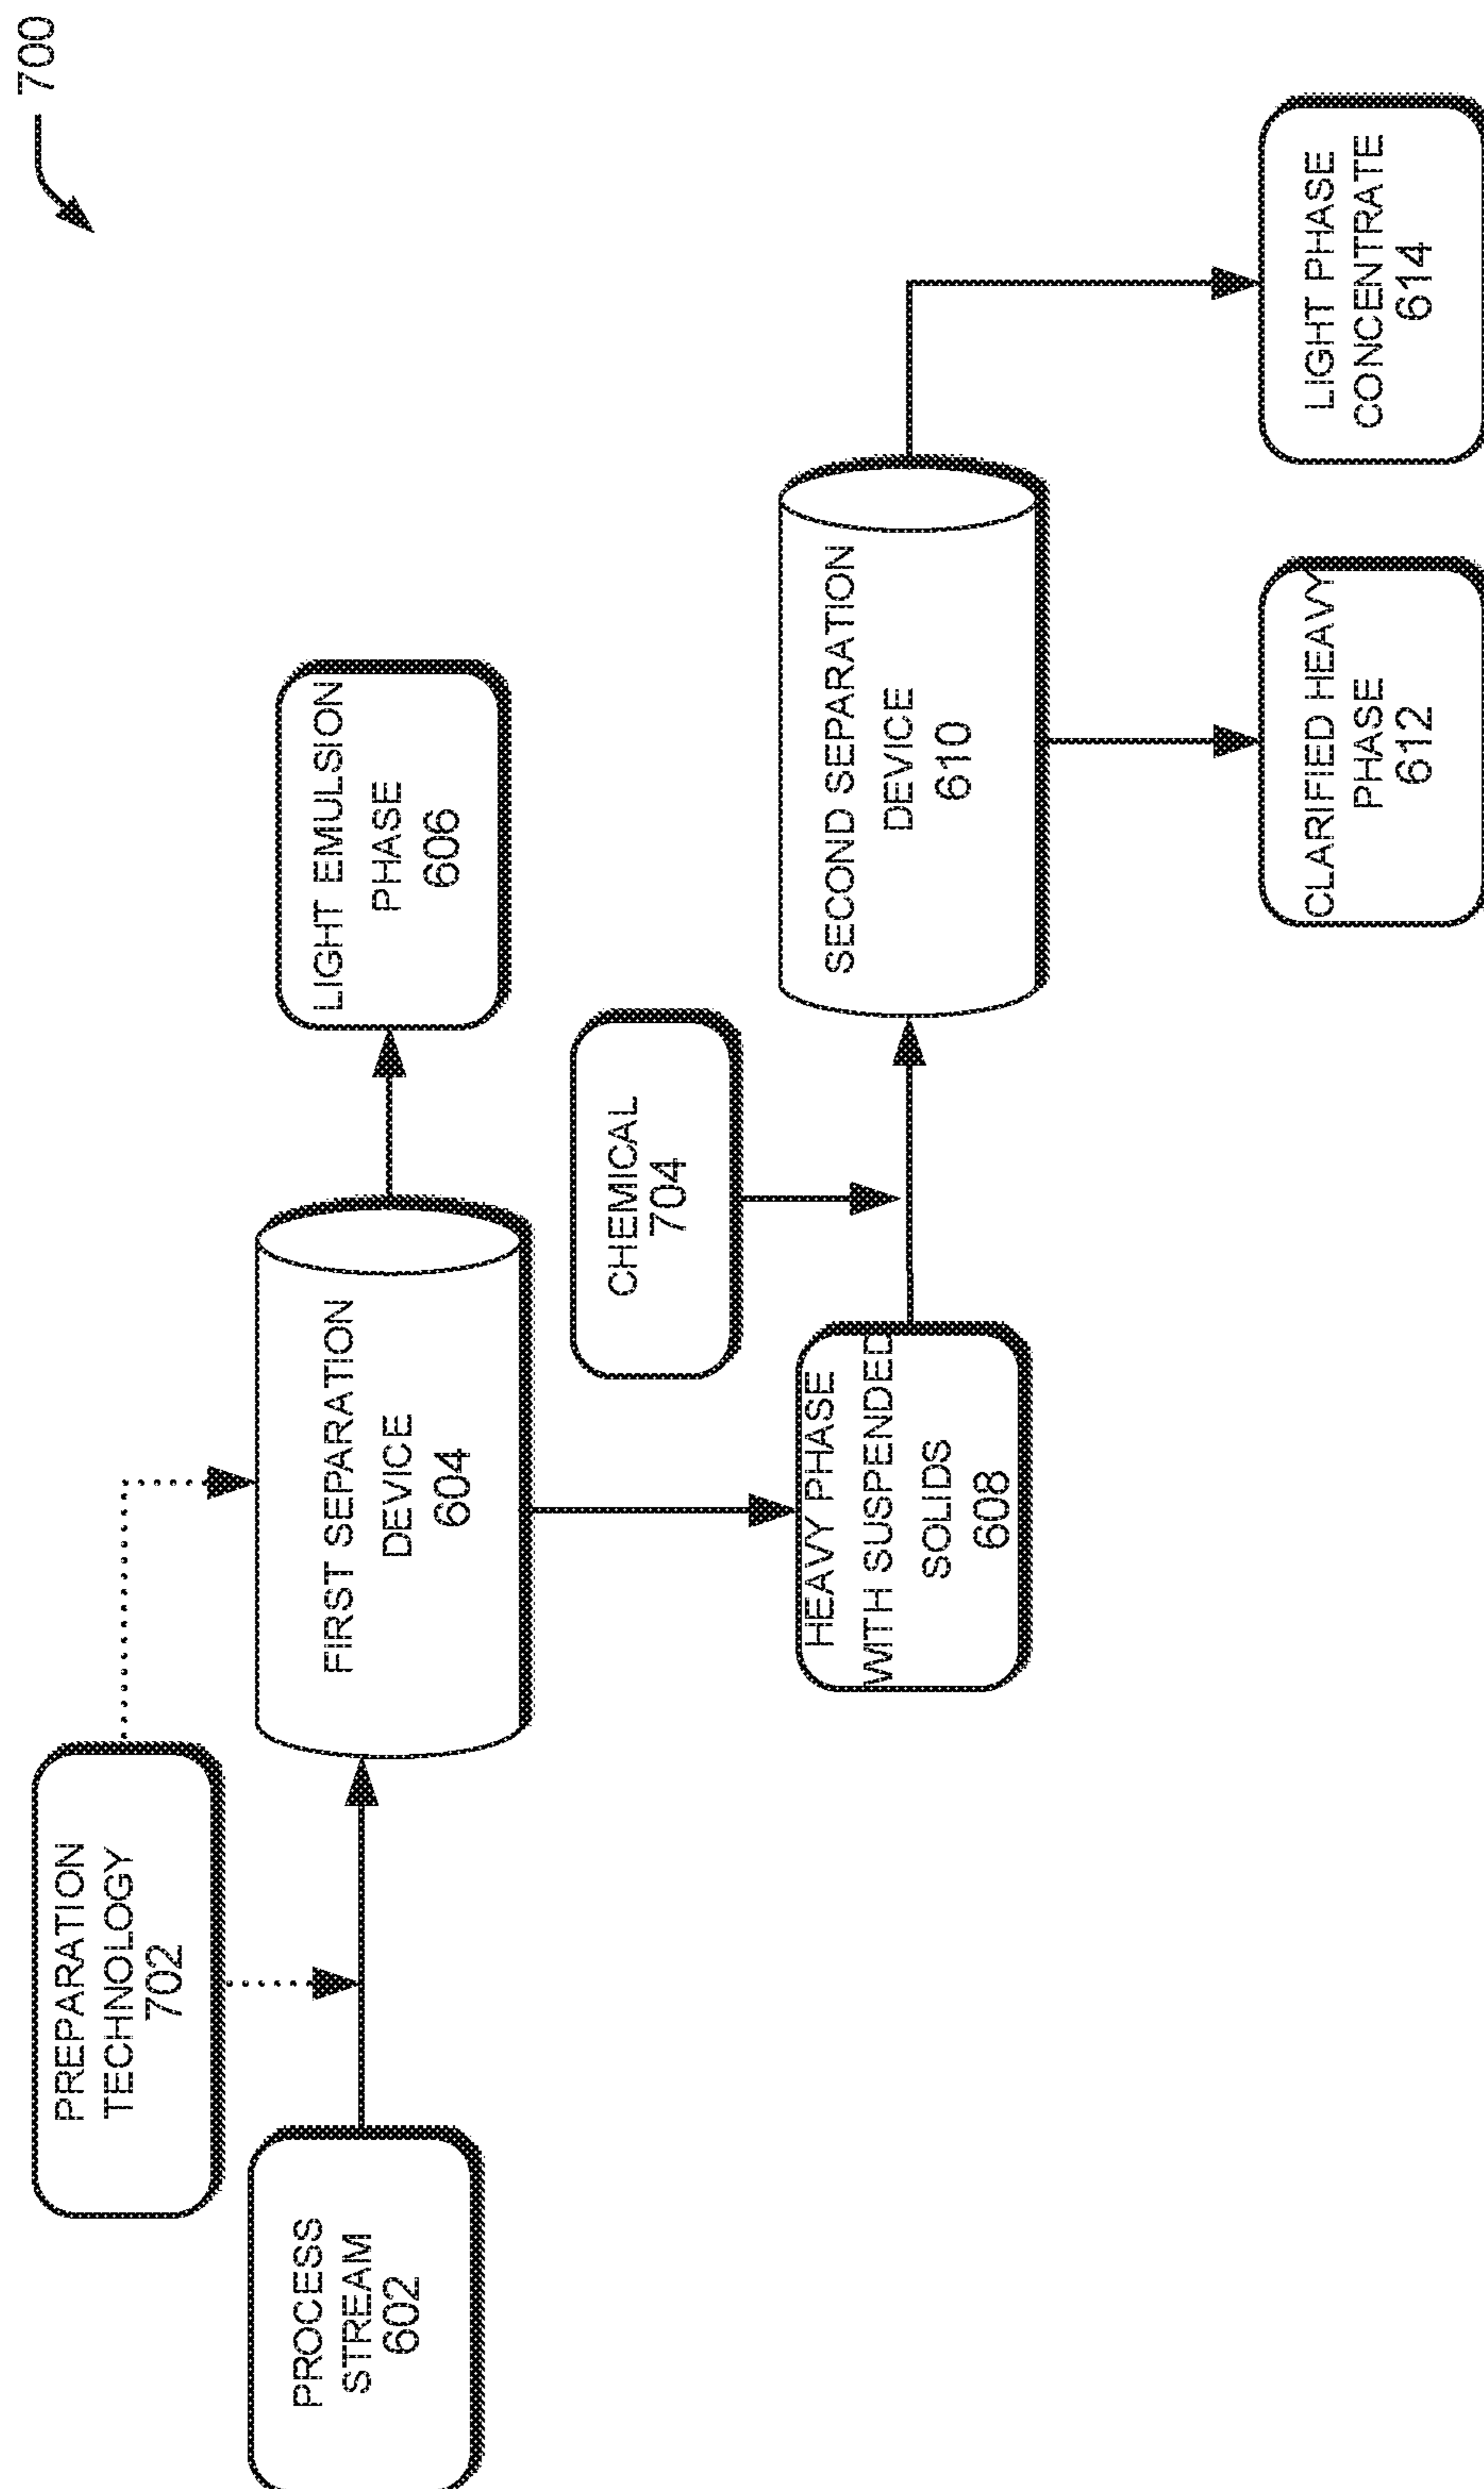 700
PREPARATION
TECHNOLOGY
702
PROCESS
STREAM
602
FIRST SEPARATION
DEVICE
604
LIGHT EMULSION
PHASE
606
CHEMICAL
704
HEAVY PHASE
WITH SUSPENDED
SOLIDS
608
SECOND SEPARATION
DEVICE
610
CLARIFIED HEAVY
PHASE
612
LIGHT PHASE
CONCENTRATE
614